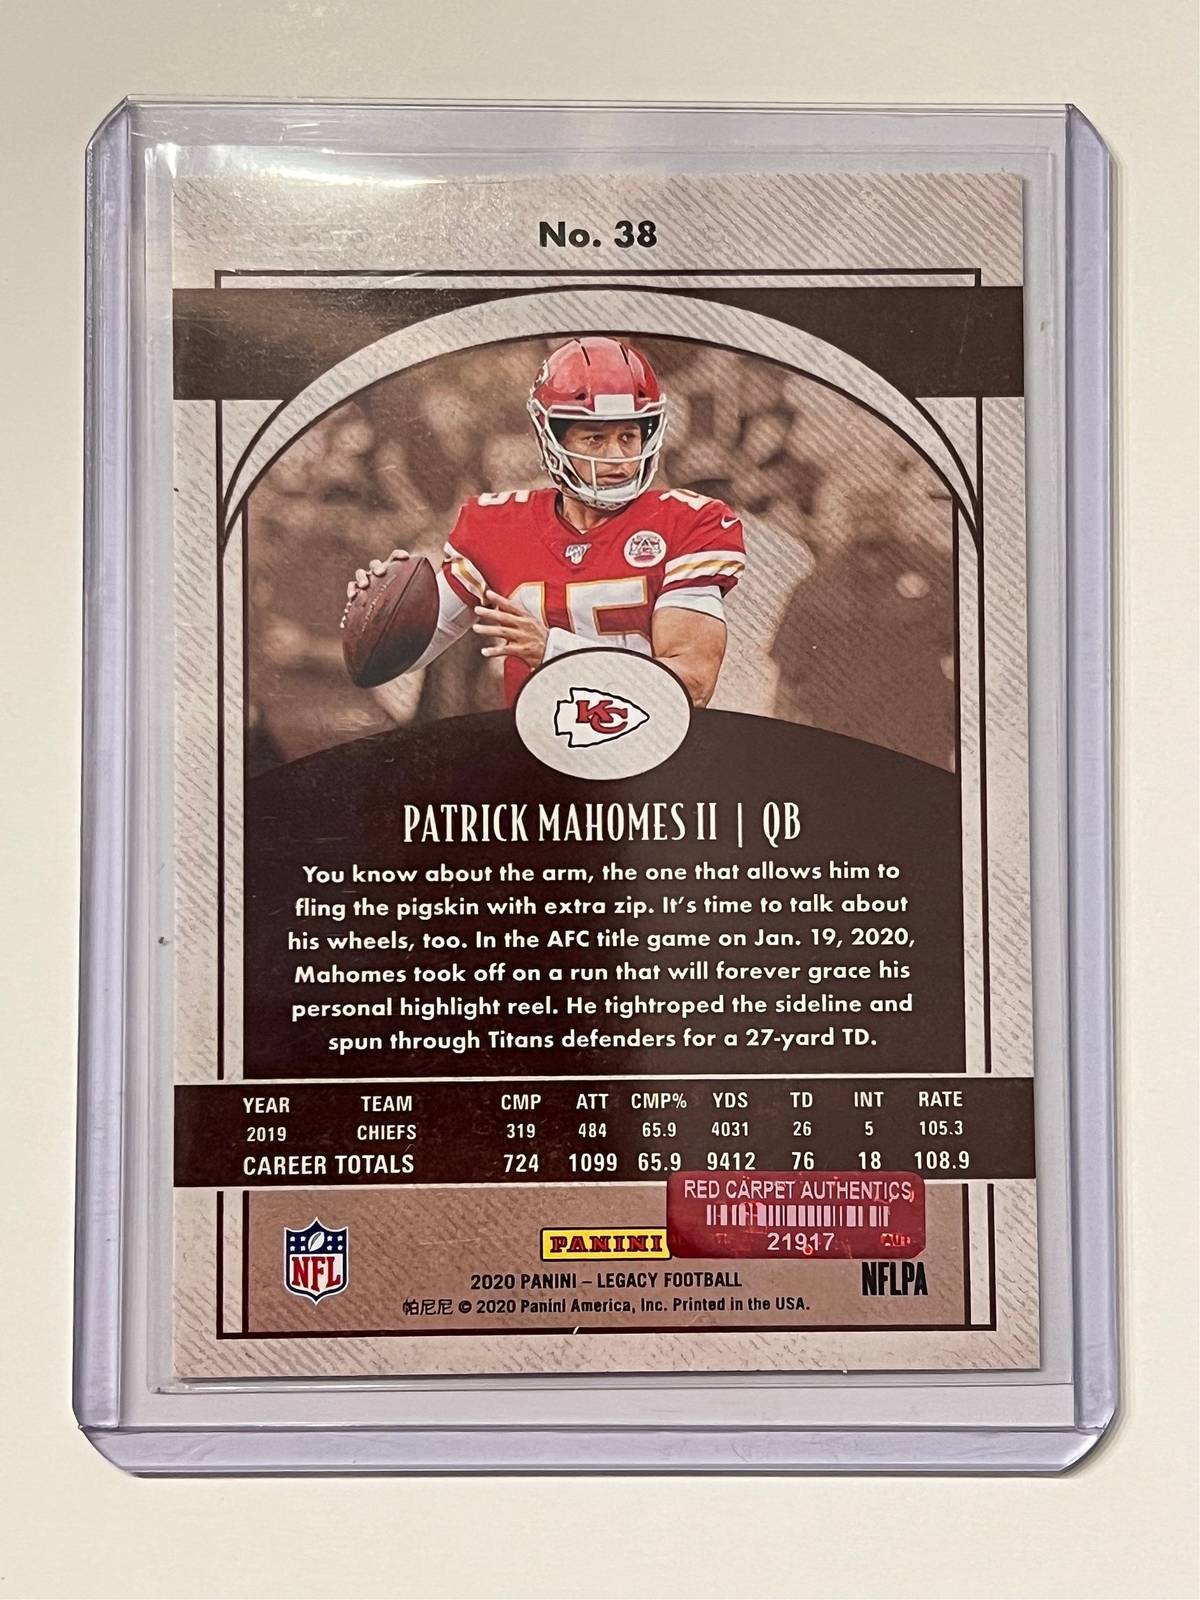 No. 38
15
15
KC
PATRICK MAHOMES II | QB
You know about the arm, the one that allows him to
fling the pigskin with extra zip. It's time to talk about
his wheels, too. In the AFC title game on Jan. 19, 2020,
Mahomes took off on a run that will forever grace his
personal highlight reel. He tightroped the sideline and
spun through Titans defenders for a 27-yard TD.
YEAR TEAM CMP ATT CMP% YDS TD INT RATE
2019 CHIEFS 319 484 65.9 4031 26 5 105.3
CAREER TOTALS 724 1099 65.9 9412 76 18 108.9
RED CARPET AUTHENTICS
21917
NFL
PANINI
NFLPA
2020 PANINI – LEGACY FOOTBALL
帕尼尼 © 2020 Panini America, Inc. Printed in the USA.